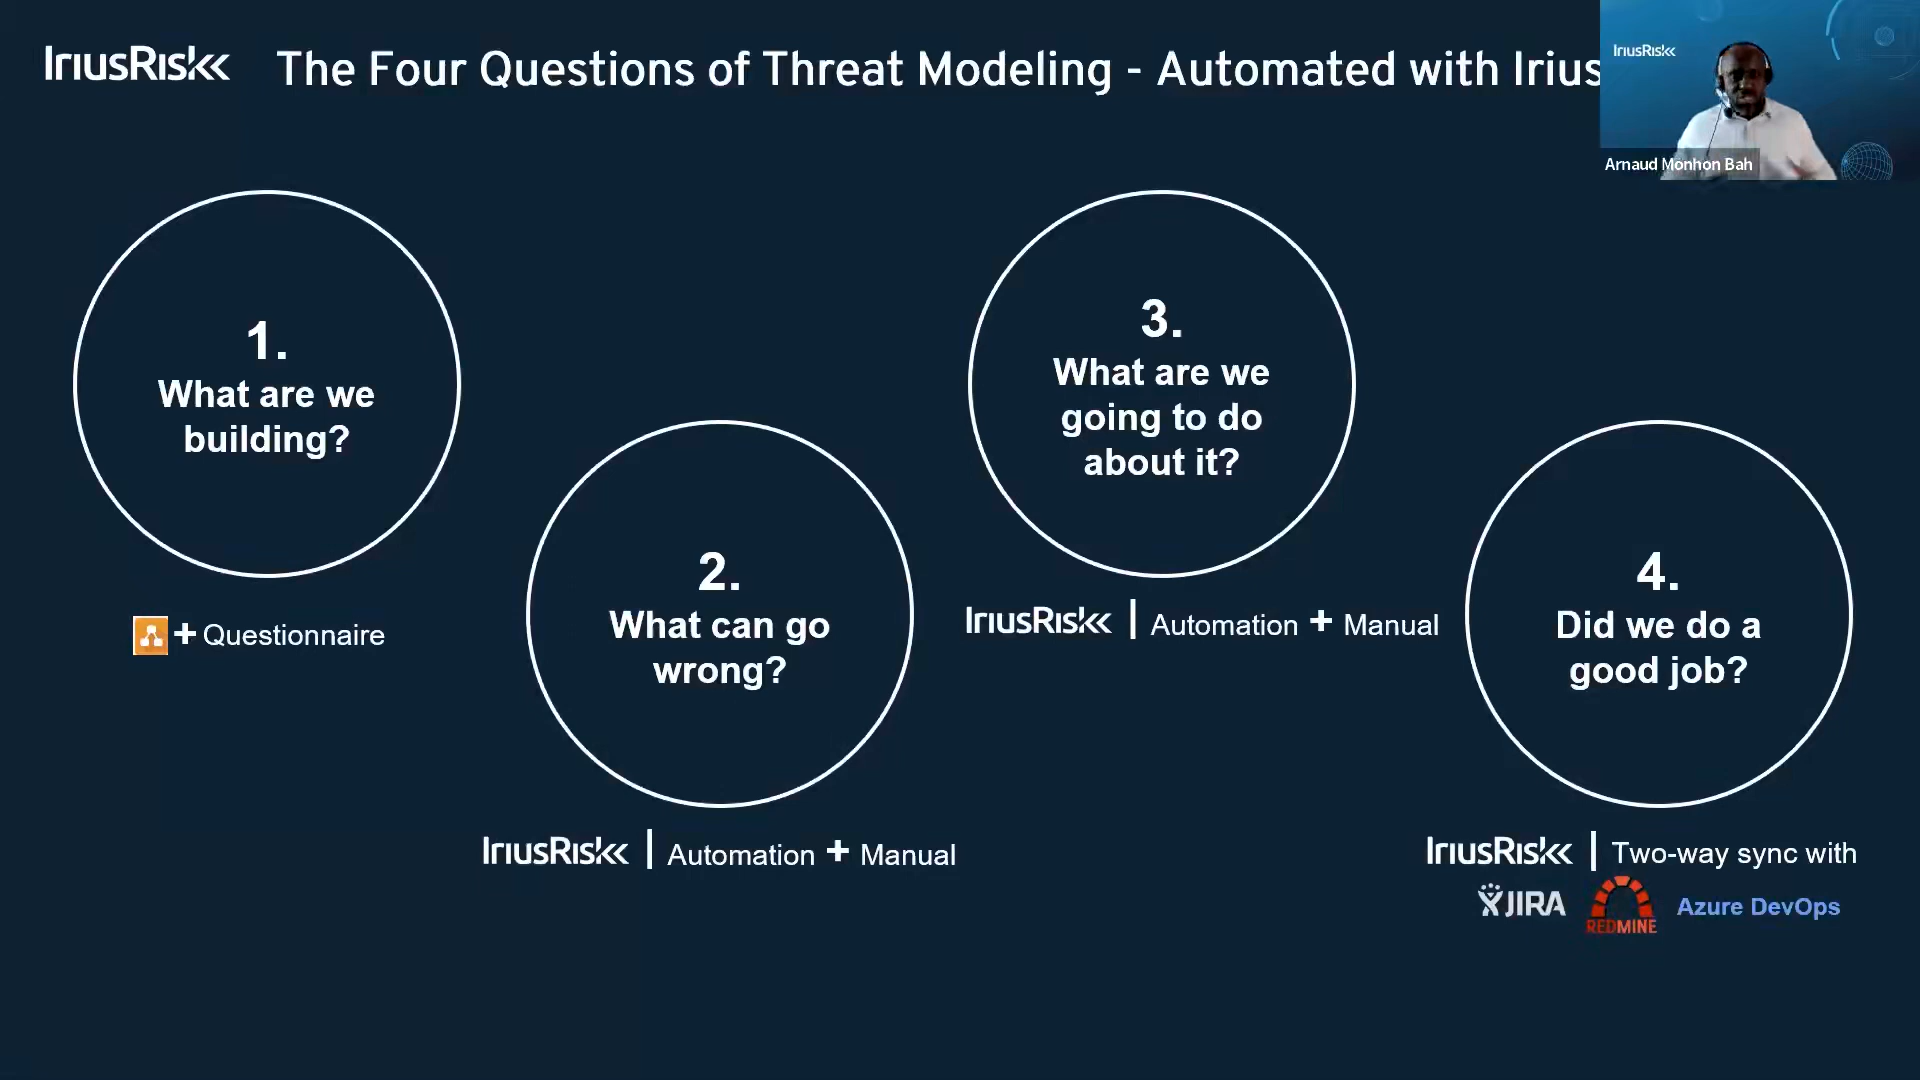 IriusRisk
The Four Questions of Threat Modeling - Automated with Irius
IriusRisk
Arnaud Monhon Bah
1.
What are we
building?
+ Questionnaire
2.
What can go
wrong?
IriusRisk | Automation + Manual
3.
What are we
going to do
about it?
IriusRisk | Automation + Manual
4.
Did we do a
good job?
IriusRisk | Two-way sync with
JIRA REDMINE Azure DevOps